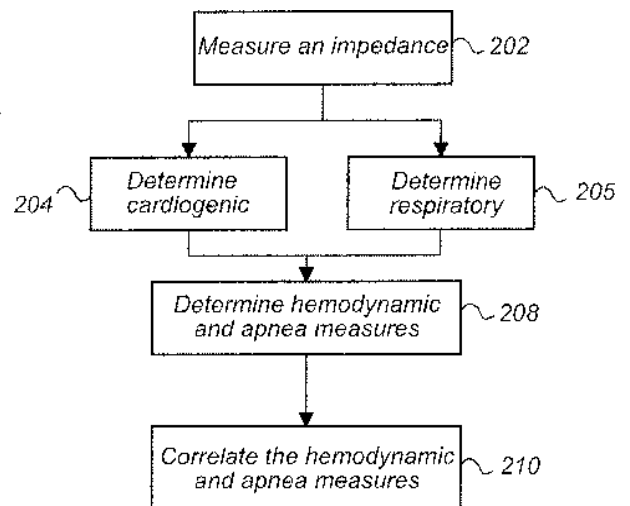 Measure an impedance
202
Determine
cardiogenic
204
Determine
respiratory
205
Determine hemodynamic
and apnea measures
208
Correlate the hemodynamic
and apnea measures
210